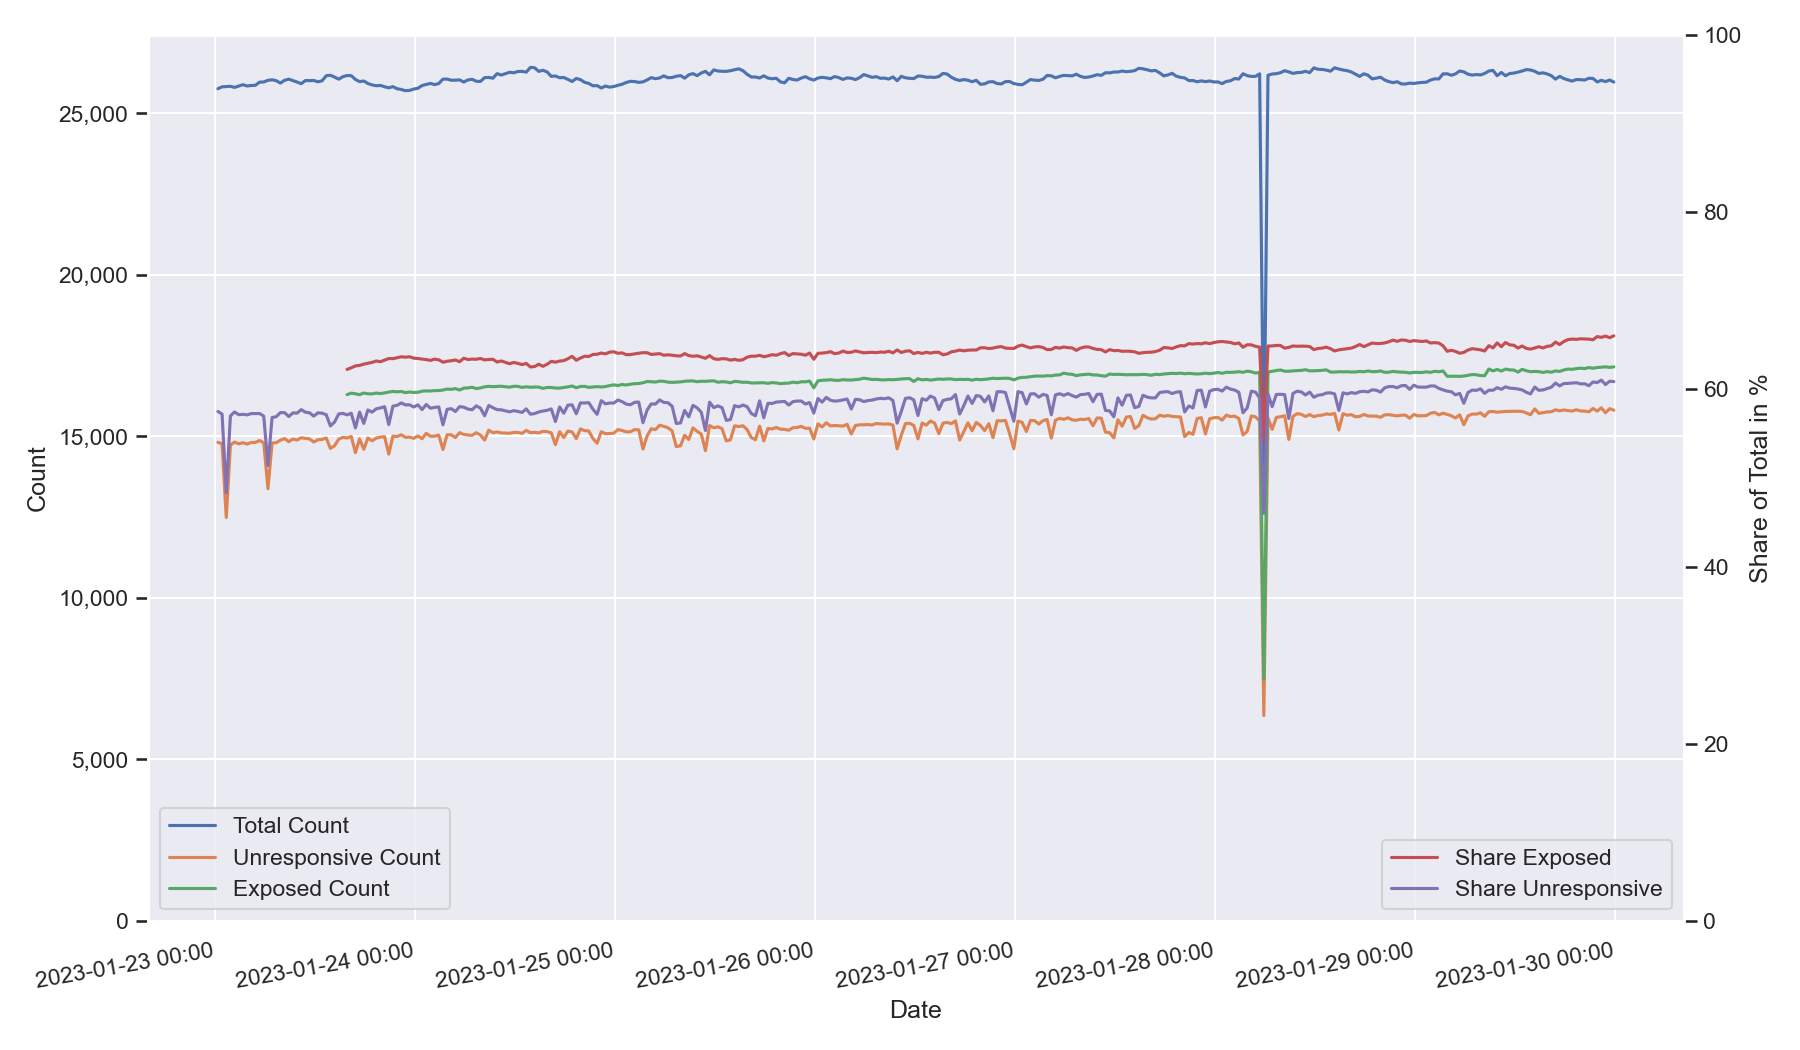 100
25,000
80
20,000
60
15,000
Count
Share of Total in %
10,000
40
5,000
20
Total Count
Unresponsive Count
Exposed Count
Share Exposed
Share Unresponsive
0
0
2023-01-23 00:00
2023-01-24 00:00
2023-01-25 00:00
2023-01-26 00:00
2023-01-27 00:00
2023-01-28 00:00
2023-01-29 00:00
2023-01-30 00:00
Date